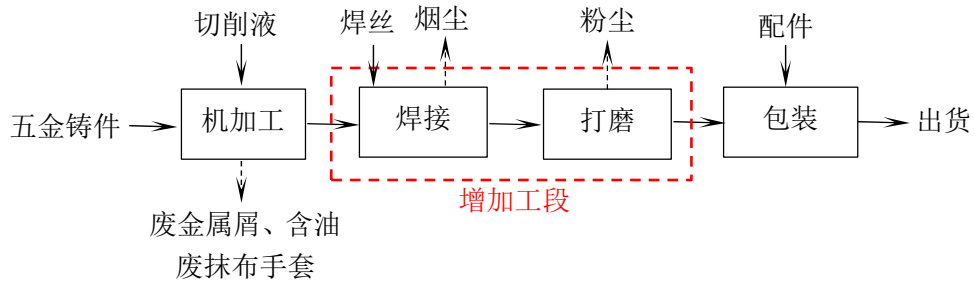 切削液
焊丝
烟尘
粉尘
配件
五金铸件
机加工
焊接
打磨
包装
出货
增加工段
废金属屑、含油
废抹布手套